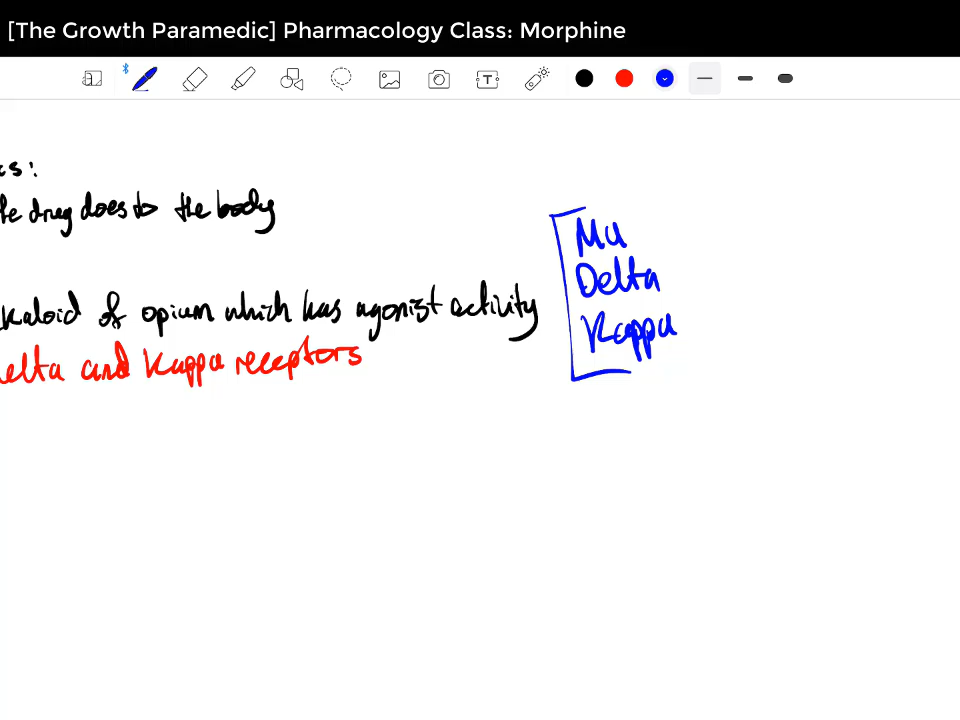 [The Growth Paramedic] Pharmacology Class: Morphine
cs:
the drug does to the body
kaloid of opium which has agonist activity
elta and Kappa receptors
Mu
Delta
Kappa